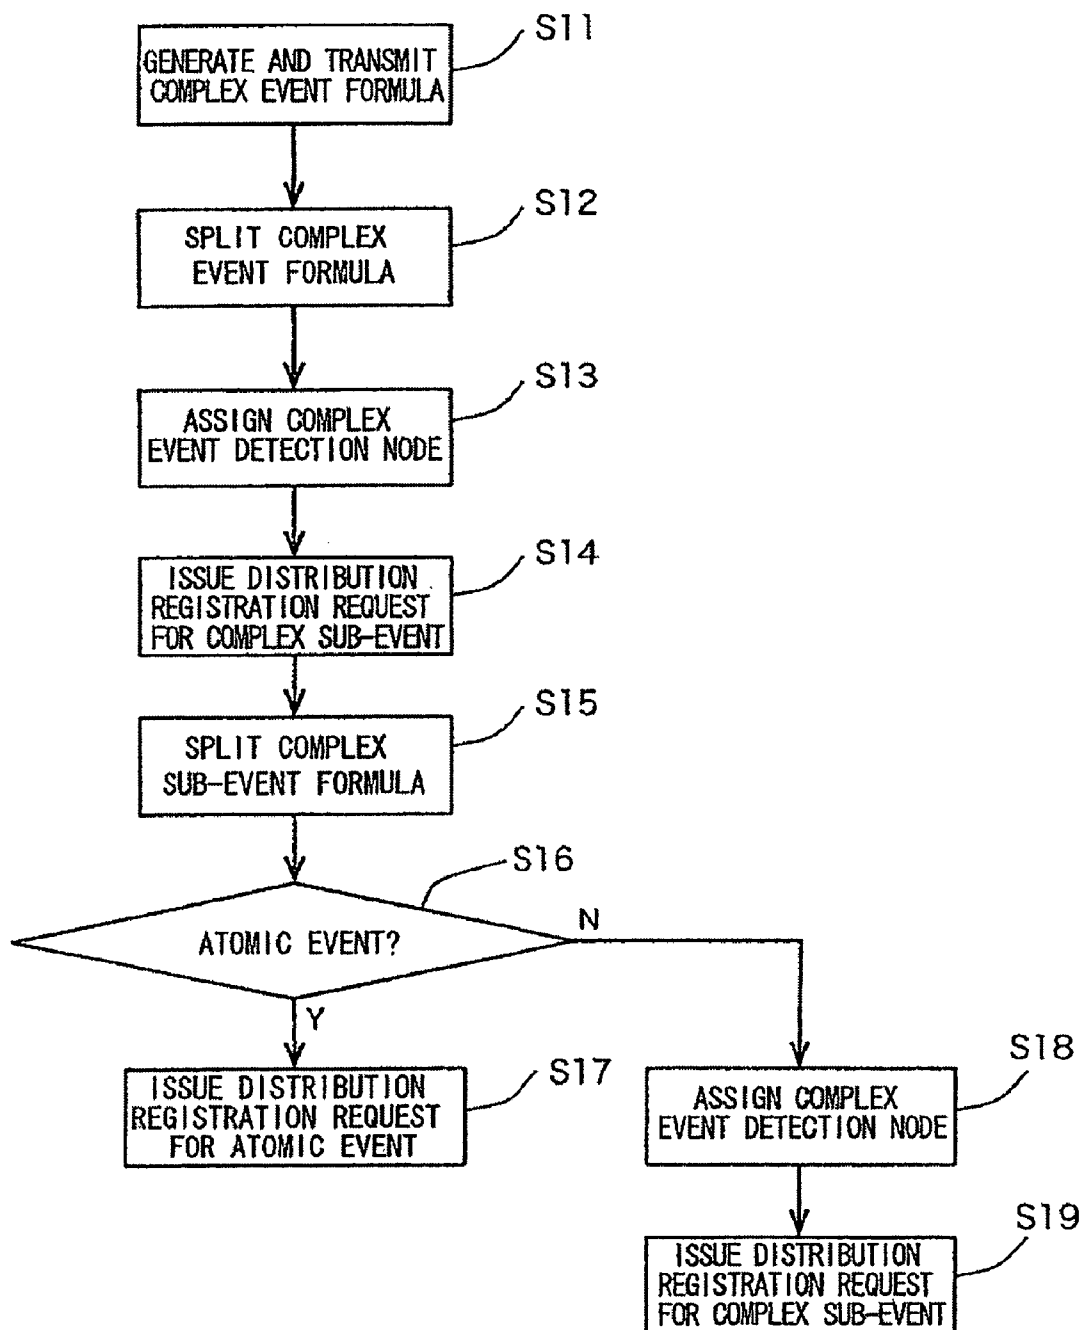 S11
GENERATE AND TRANSMIT
COMPLEX EVENT FORMULA
S12
SPLIT COMPLEX
EVENT FORMULA
S13
ASSIGN COMPLEX
EVENT DETECTION NODE
S14
ISSUE DISTRIBUTION
REGISTRATION REQUEST
FOR COMPLEX SUB-EVENT
S15
SPLIT COMPLEX
SUB-EVENT FORMULA
S16
ATOMIC EVENT?
N
Y
S17
ISSUE DISTRIBUTION
REGISTRATION REQUEST
FOR ATOMIC EVENT
S18
ASSIGN COMPLEX
EVENT DETECTION NODE
S19
ISSUE DISTRIBUTION
REGISTRATION REQUEST
FOR COMPLEX SUB-EVENT